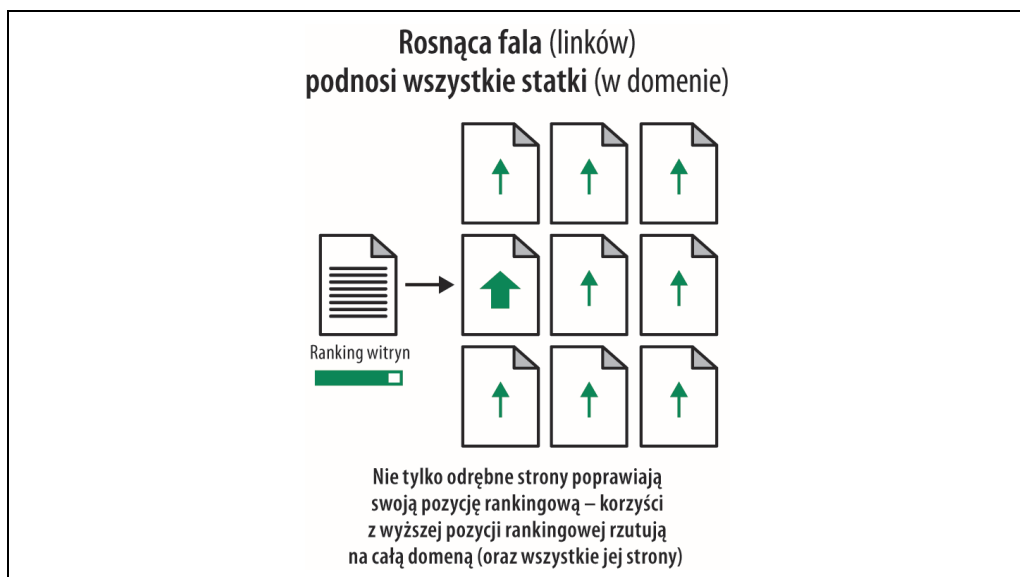 Rosnąca fala (linków)
podnosi wszystkie statki (w domenie)
Ranking witryn
Nie tylko odrębne strony poprawiają
swoją pozycję rankingową – korzyści
z wyższej pozycji rankingowej rzutują
na całą domeną (oraz wszystkie jej strony)